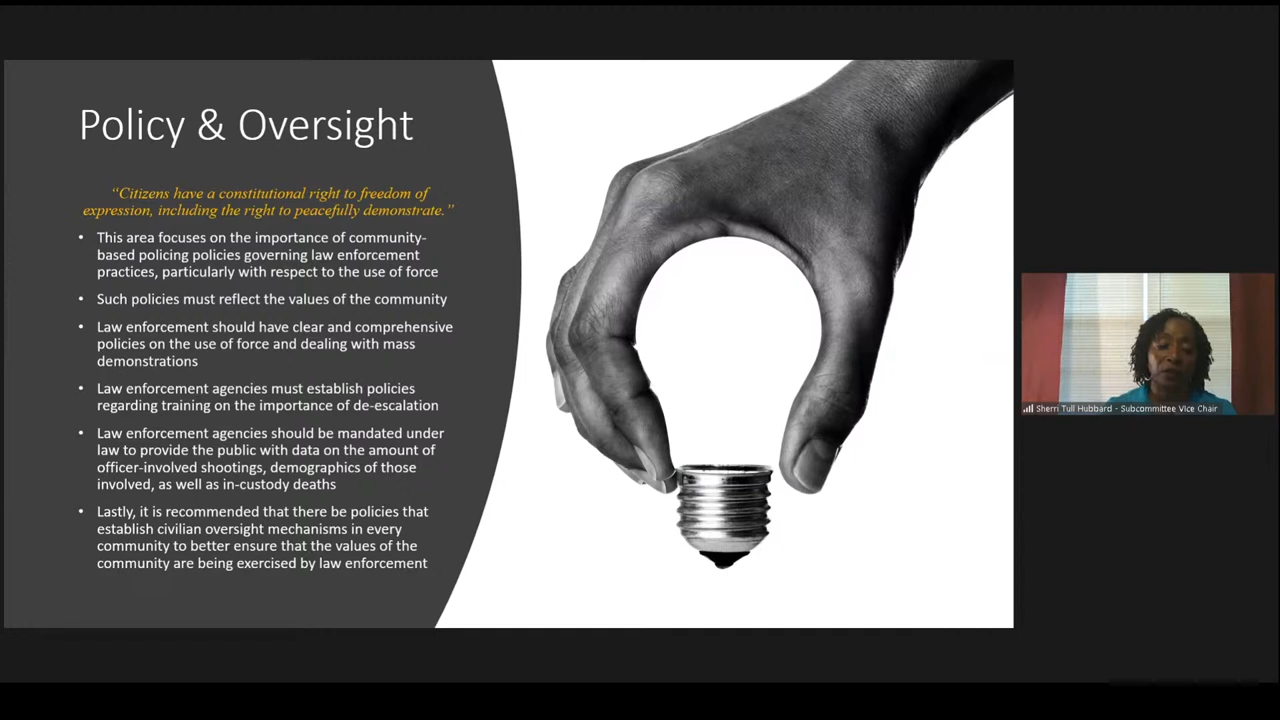 Policy & Oversight
“Citizens have a constitutional right to freedom of
expression, including the right to peacefully demonstrate.”
• This area focuses on the importance of community-
based policing policies governing law enforcement
practices, particularly with respect to the use of force
• Such policies must reflect the values of the community
• Law enforcement should have clear and comprehensive
policies on the use of force and dealing with mass
demonstrations
• Law enforcement agencies must establish policies
regarding training on the importance of de-escalation
• Law enforcement agencies should be mandated under
law to provide the public with data on the amount of
officer-involved shootings, demographics of those
involved, as well as in-custody deaths
• Lastly, it is recommended that there be policies that
establish civilian oversight mechanisms in every
community to better ensure that the values of the
community are being exercised by law enforcement
Sherri Tull Hubbard - Subcommittee Vice Chair